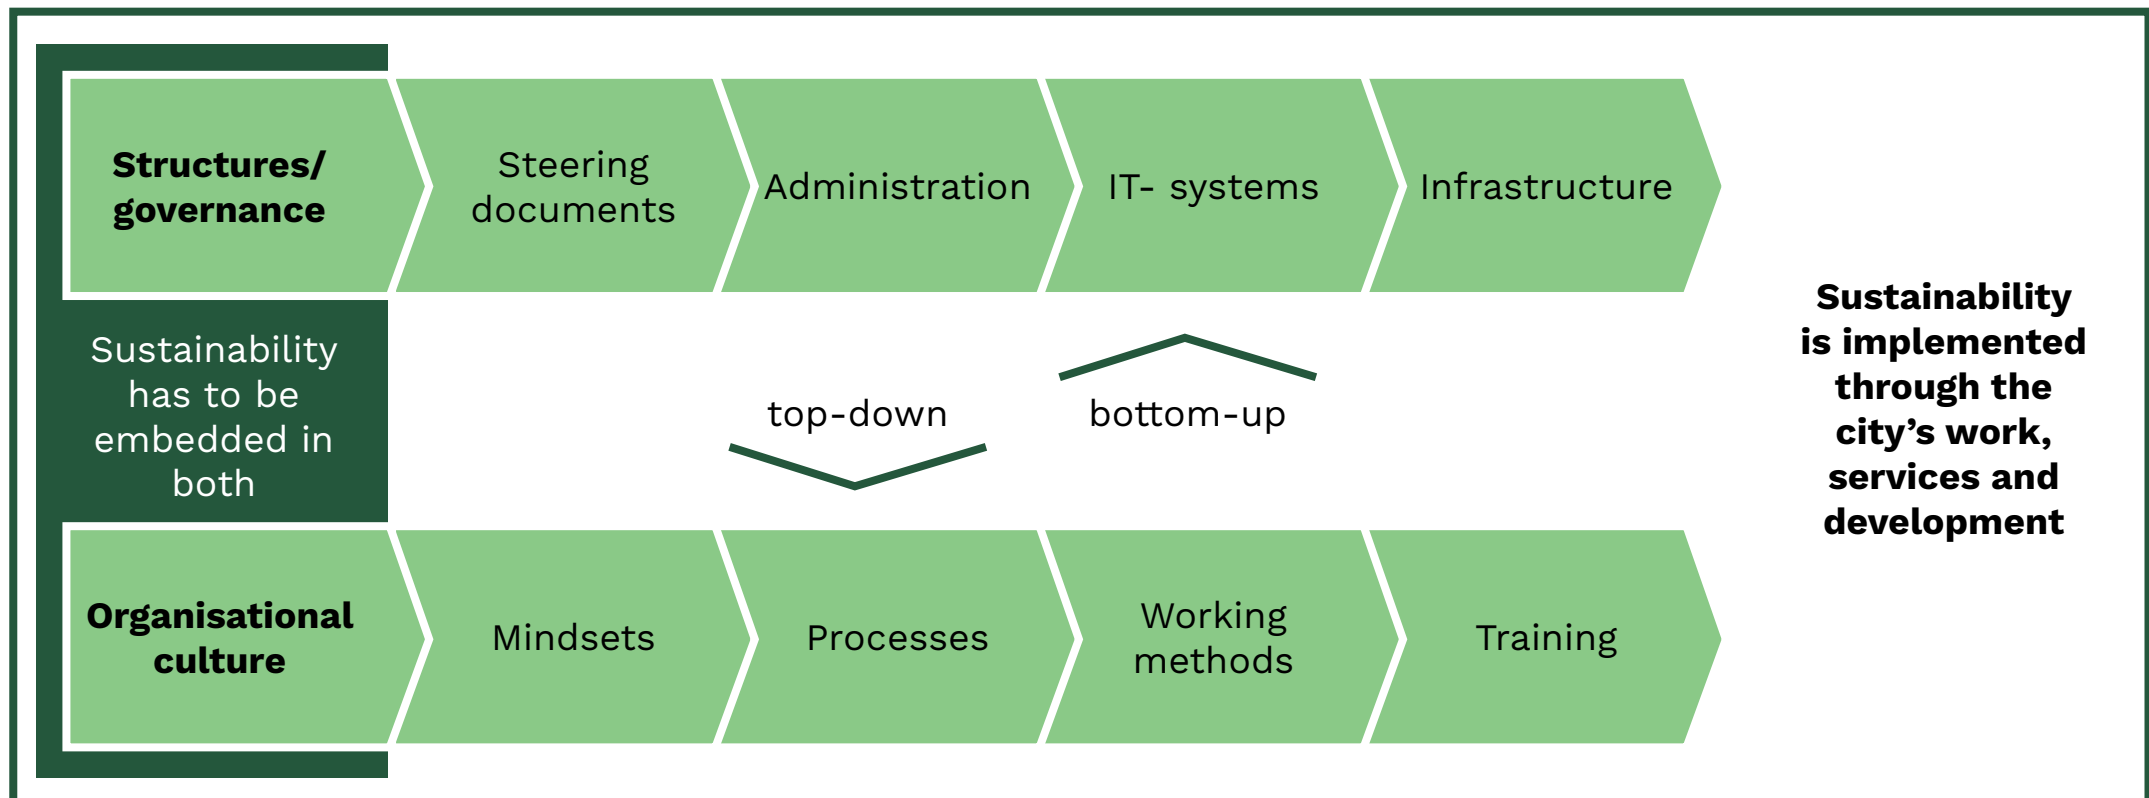 Structures/
governance
Steering
documents
Administration
IT- systems
Infrastructure
Sustainability
has to be
embedded in
both
top-down
bottom-up
Organisational
culture
Mindsets
Processes
Working
methods
Training
Sustainability
is implemented
through the
city’s work,
services and
development